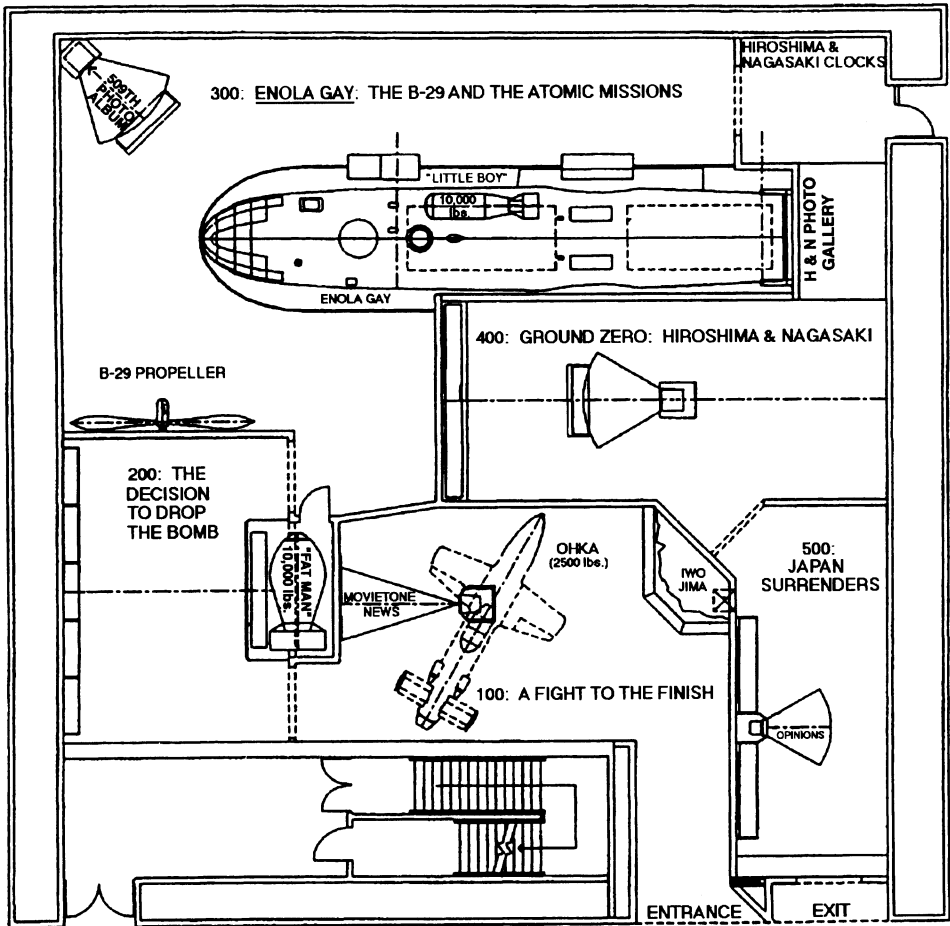 HIROSHIMA &
NAGASAKI CLOCKS
509TH
PHOTO
ALBUM
300: ENOLA GAY: THE B-29 AND THE ATOMIC MISSIONS
"LITTLE BOY"
10,000
lbs.
H & N PHOTO
GALLERY
ENOLA GAY
400: GROUND ZERO: HIROSHIMA & NAGASAKI
B-29 PROPELLER
200: THE
DECISION
TO DROP
THE BOMB
"FAT MAN"
10,000 lbs.
MOVIETONE
NEWS
OHKA
(2500 lbs.)
IWO
JIMA
500:
JAPAN
SURRENDERS
100: A FIGHT TO THE FINISH
OPINIONS
ENTRANCE
EXIT